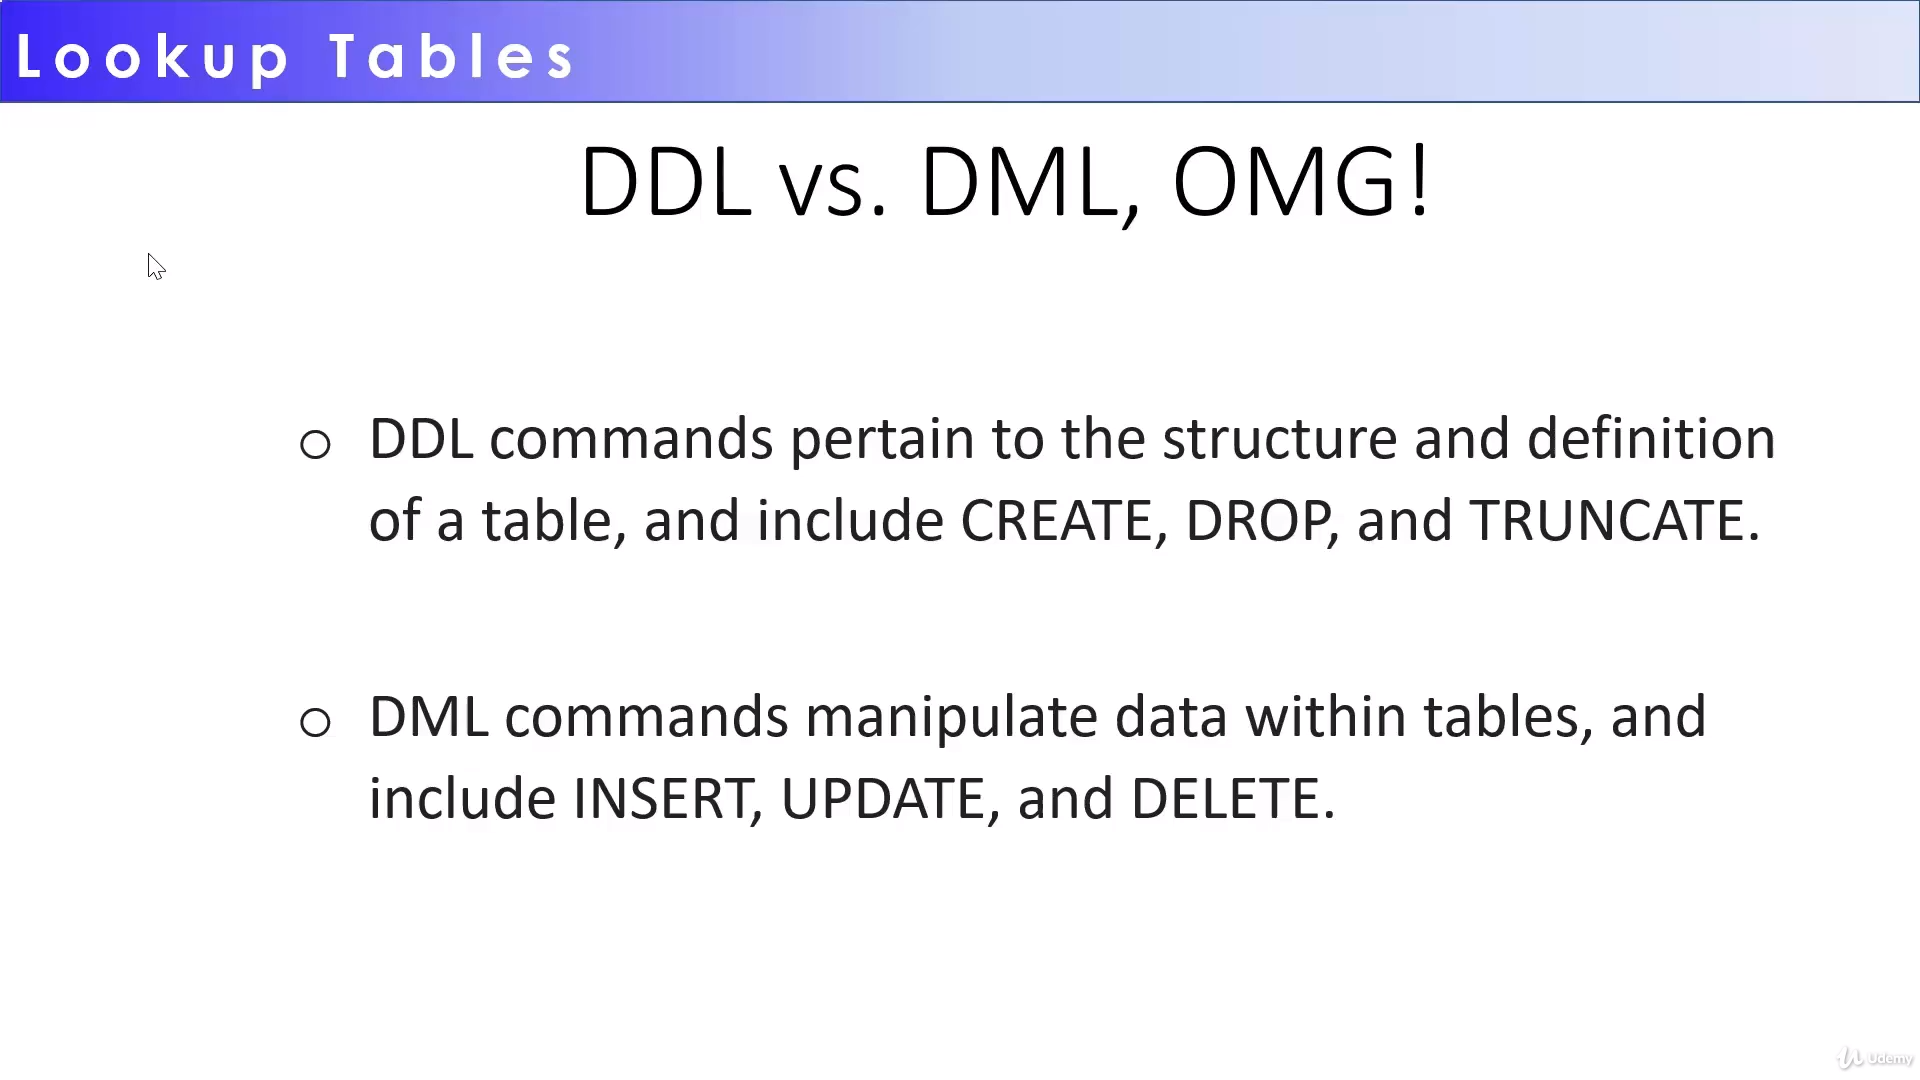 Lookup Tables
DDL vs. DML, OMG!
o DDL commands pertain to the structure and definition
of a table, and include CREATE, DROP, and TRUNCATE.
o DML commands manipulate data within tables, and
include INSERT, UPDATE, and DELETE.
Udemy